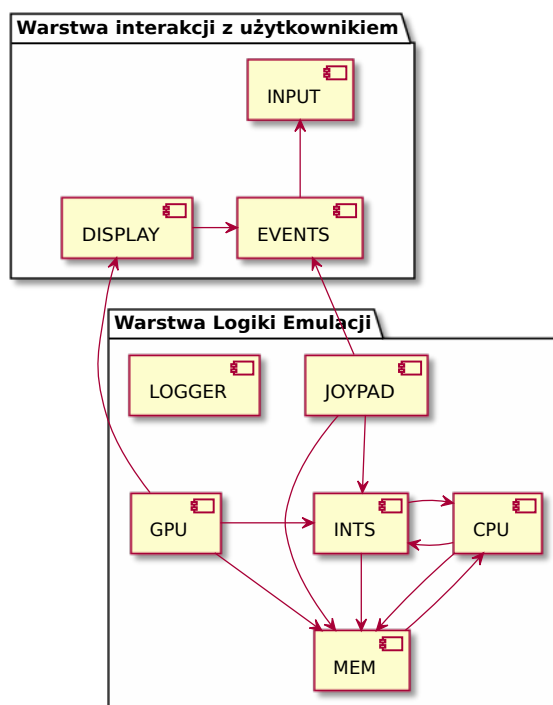 Warstwa interakcji z użytkownikiem
INPUT
DISPLAY
EVENTS
Warstwa Logiki Emulacji
LOGGER
JOYPAD
GPU
INTS
CPU
MEM